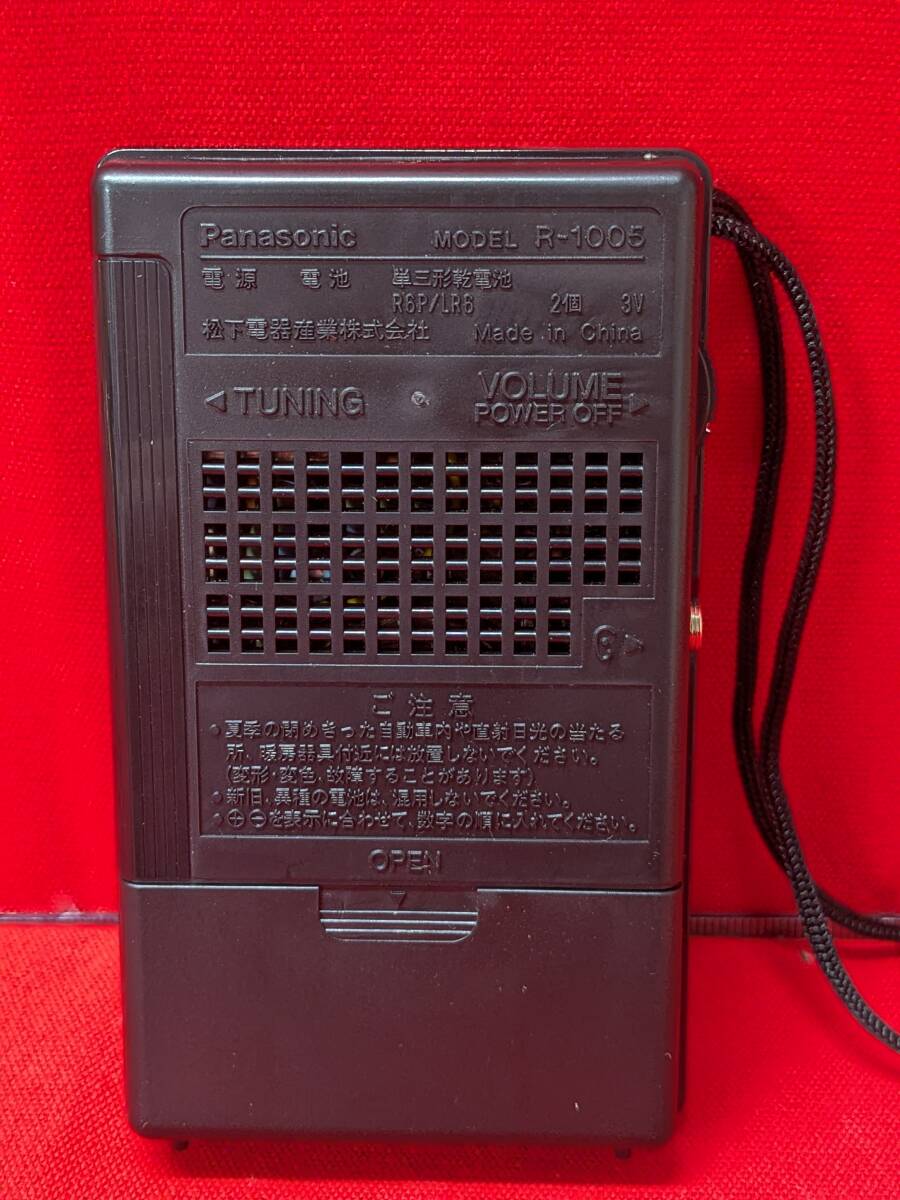 Panasonic MODEL R-1005
電源 電池 単三形乾電池
R6P/LR6 2個 3V
松下電器産業株式会社 Made in China
◁ TUNING VOLUME ▷
POWER OFF
ご注意
●夏季の閉めきった自動車内や直射日光の当たる
所、暖房器具付近には放置しないでください。
(変形・変色、故障することがあります)
●新旧、異種の電池は、混用しないでください。
●⊕⊖を表示に合わせて、数字の順に入れてください。
OPEN